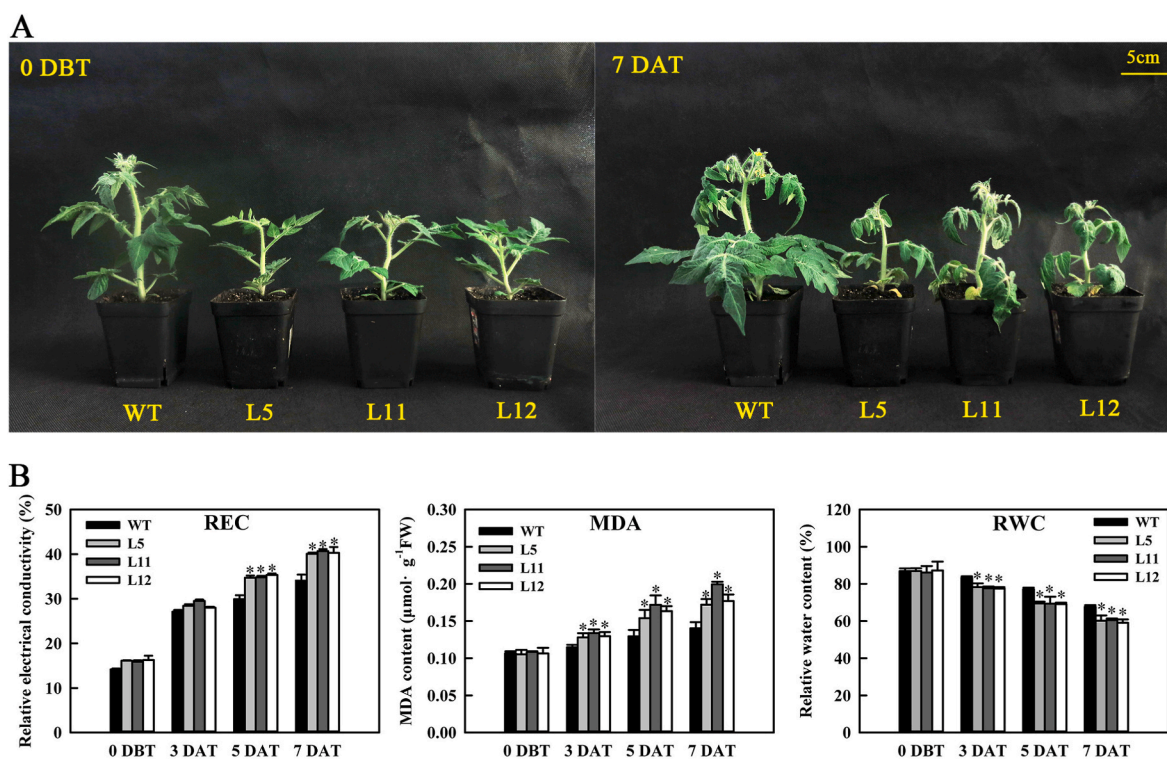 A
0 DBT
7 DAT
5cm
WT
L5
L11
L12
WT
L5
L11
L12
B
Relative electrical conductivity (%)
50
40
30
20
10
0
REC
WT
L5
L11
L12
* * *
* * *
0 DBT 3 DAT 5 DAT 7 DAT
MDA content (μmol· g⁻¹FW)
0.30
0.25
0.20
0.15
0.10
0.05
0.00
MDA
WT
L5
L11
L12
* * *
* * *
* * *
0 DBT 3 DAT 5 DAT 7 DAT
Relative water content (%)
120
100
80
60
40
20
0
RWC
WT
L5
L11
L12
* * *
* * *
* * *
0 DBT 3 DAT 5 DAT 7 DAT